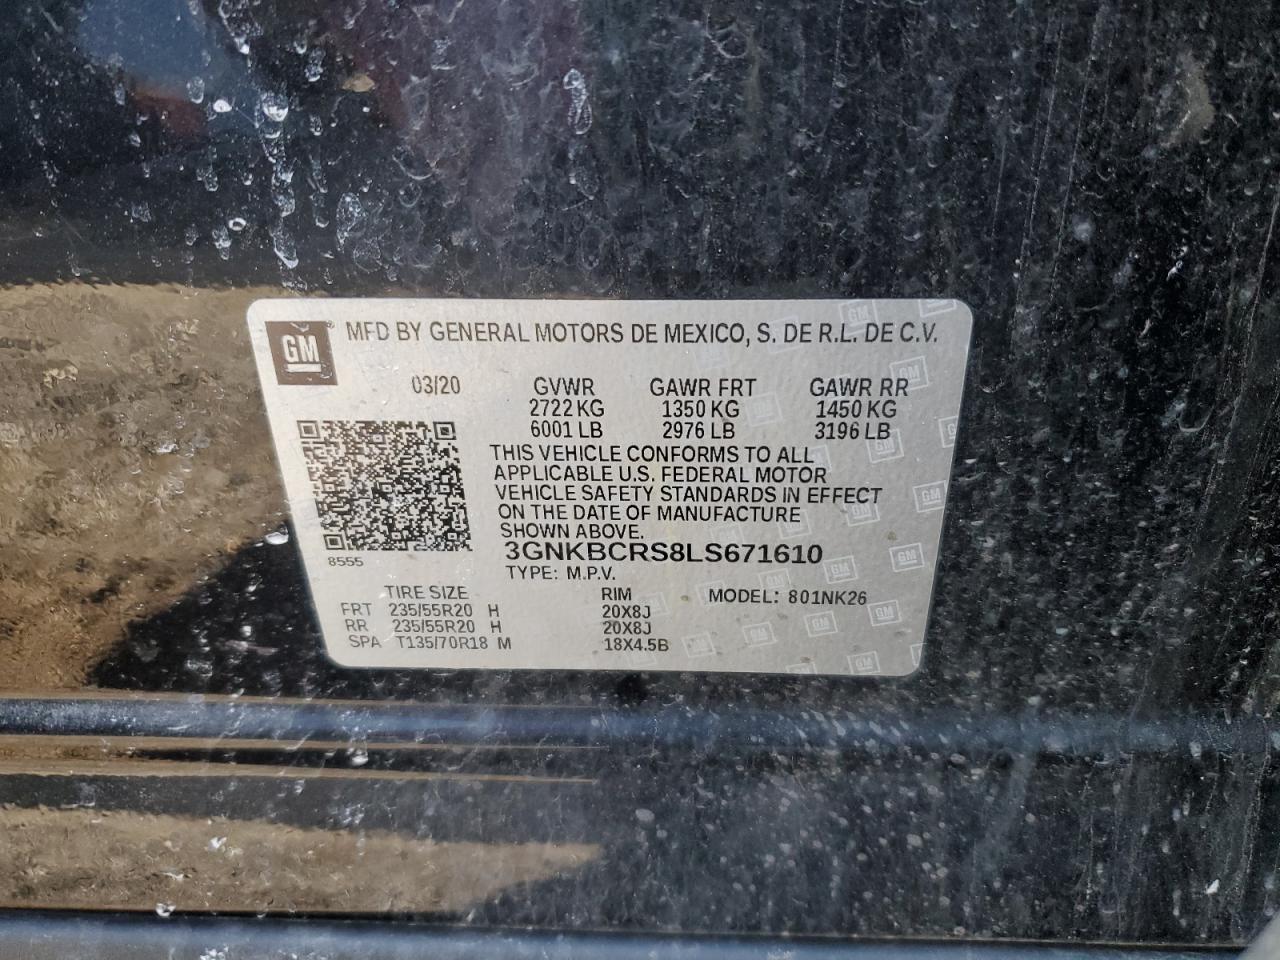 GM ® MFD BY GENERAL MOTORS DE MEXICO, S. DE R.L. DE C.V.
03/20 GVWR GAWR FRT GAWR RR
2722 KG 1350 KG 1450 KG
6001 LB 2976 LB 3196 LB
THIS VEHICLE CONFORMS TO ALL
APPLICABLE U.S. FEDERAL MOTOR
VEHICLE SAFETY STANDARDS IN EFFECT
ON THE DATE OF MANUFACTURE
SHOWN ABOVE.
3GNKBCRS8LS671610
8555
TYPE: M.P.V.
TIRE SIZE RIM MODEL: 801NK26
FRT 235/55R20 H 20X8J
RR 235/55R20 H 20X8J
SPA T135/70R18 M 18X4.5B